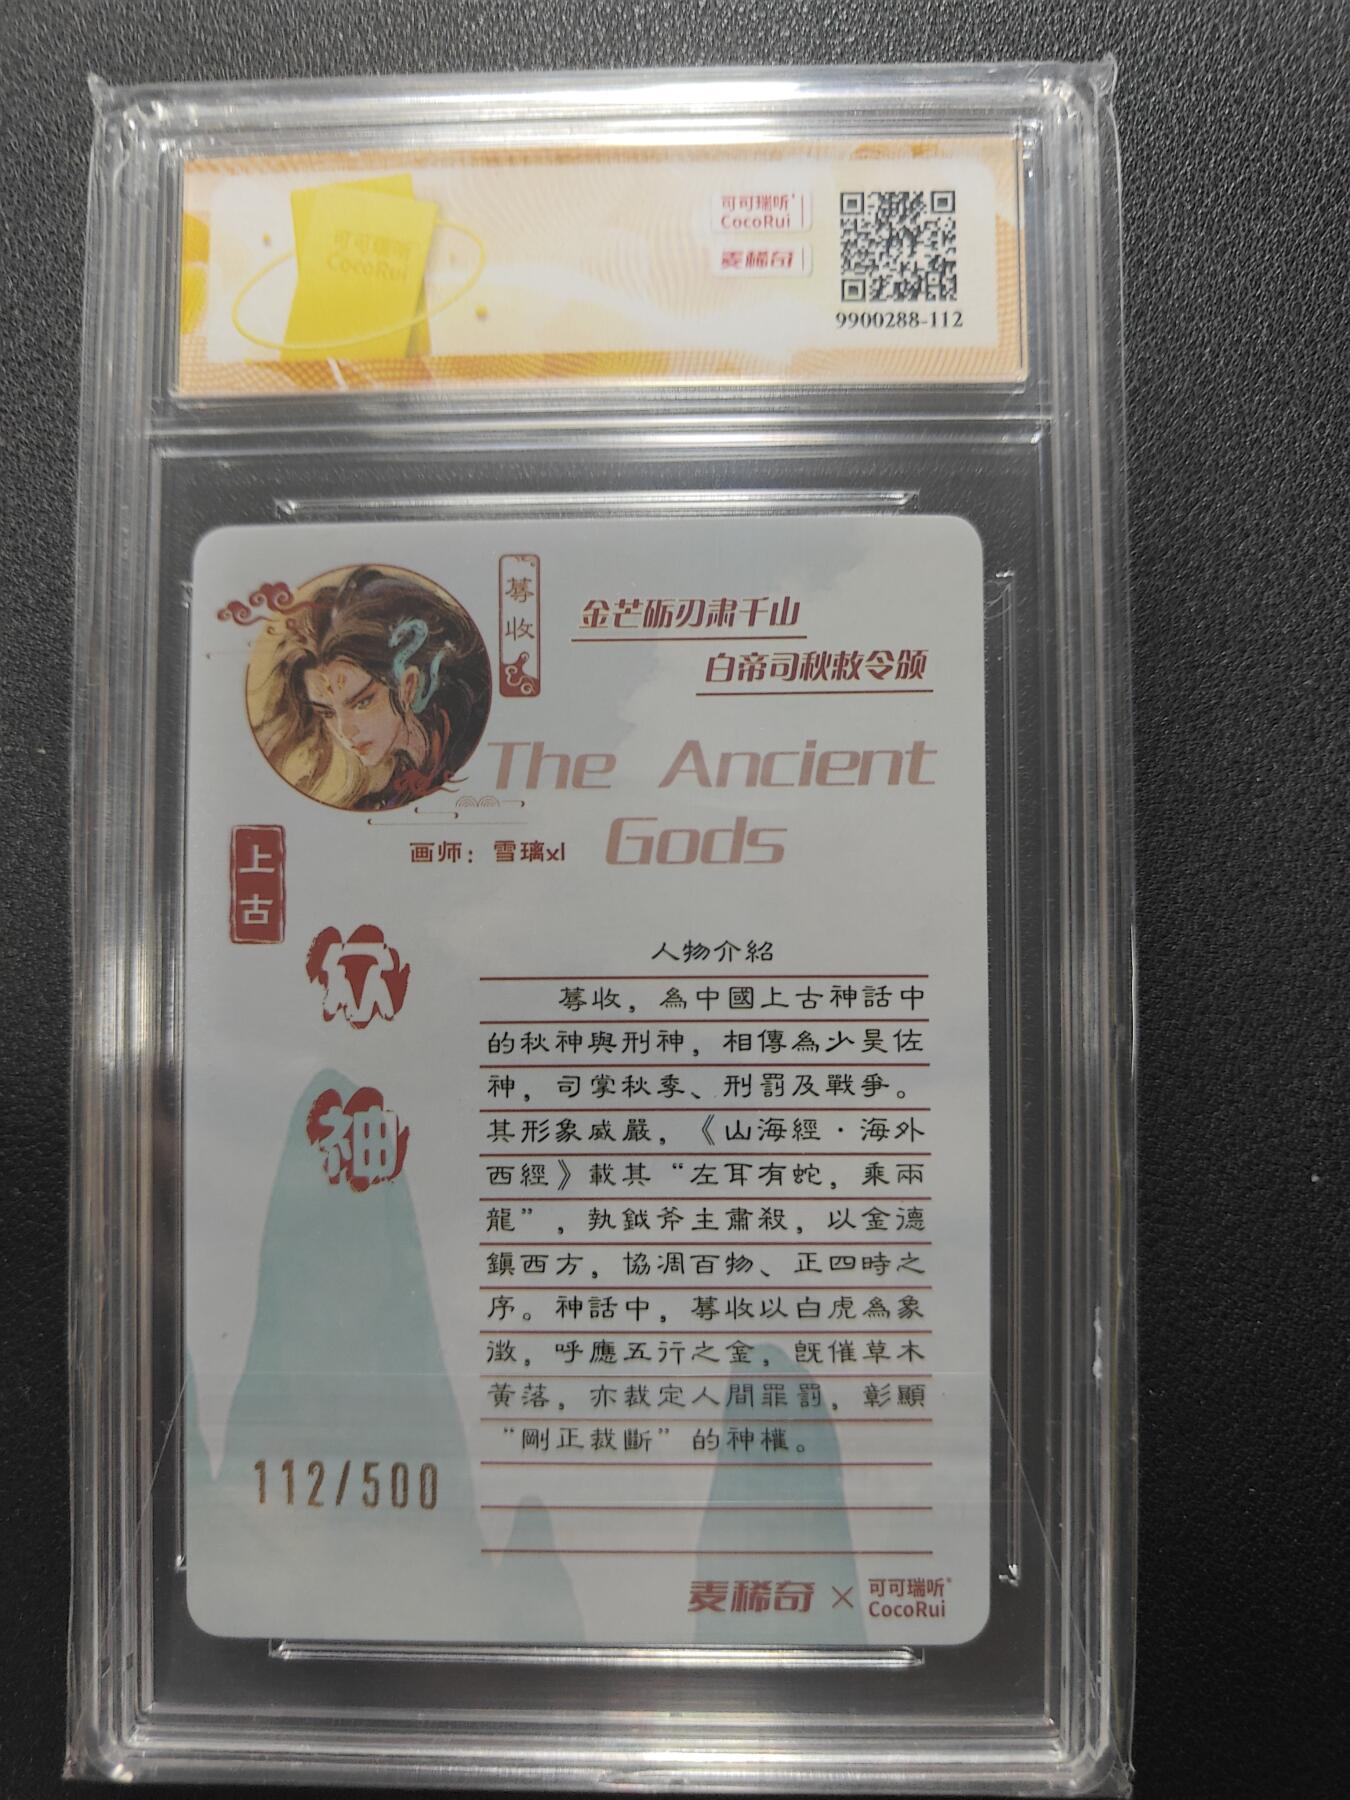 可可瑞听
CocoRui
可可瑞听
CocoRui
麦稀奇
9900288-112
蓐收
金芒砺刃肃千山
白帝司秋敕令颁
The Ancient
Gods
画师：雪璃xl
上古
众神
人物介紹
蓐收，為中國上古神話中
的秋神與刑神，相傳為少昊佐
神，司掌秋季、刑罰及戰爭。
其形象威嚴，《山海經·海外
西經》載其“左耳有蛇，乘兩
龍”，執鉞斧主肅殺，以金德
鎮西方，協凋百物、正四時之
序。神話中，蓐收以白虎為象
徵，呼應五行之金，既催草木
黃落，亦裁定人間罪罰，彰顯
“剛正裁斷”的神權。
112/500
麦稀奇×可可瑞听
CocoRui